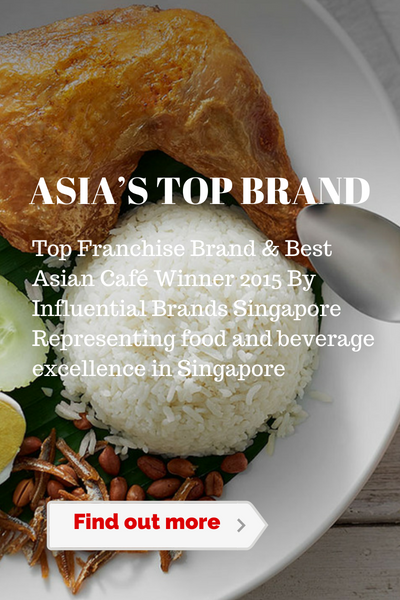 ASIA’S TOP BRAND
Top Franchise Brand & Best
Asian Café Winner 2015 By
Influential Brands Singapore
Representing food and beverage
excellence in Singapore
Find out more